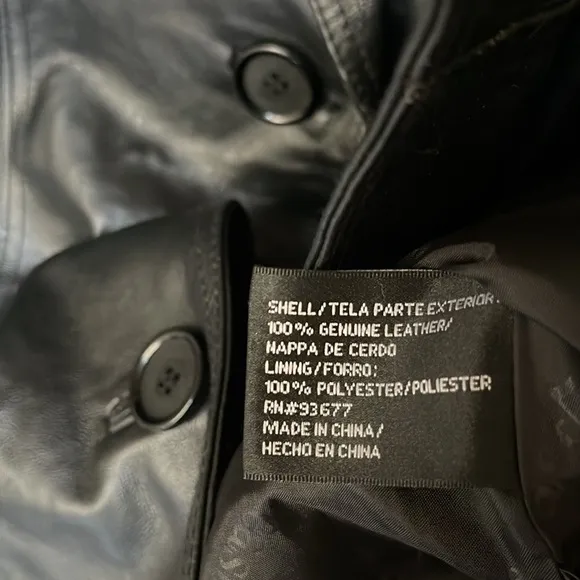 SHELL/TELA PARTE EXTERIOR:
100% GENUINE LEATHER/
NAPPA DE CERDO
LINING/FORRO:
100% POLYESTER/POLIESTER
RN#93677
MADE IN CHINA/
HECHO EN CHINA